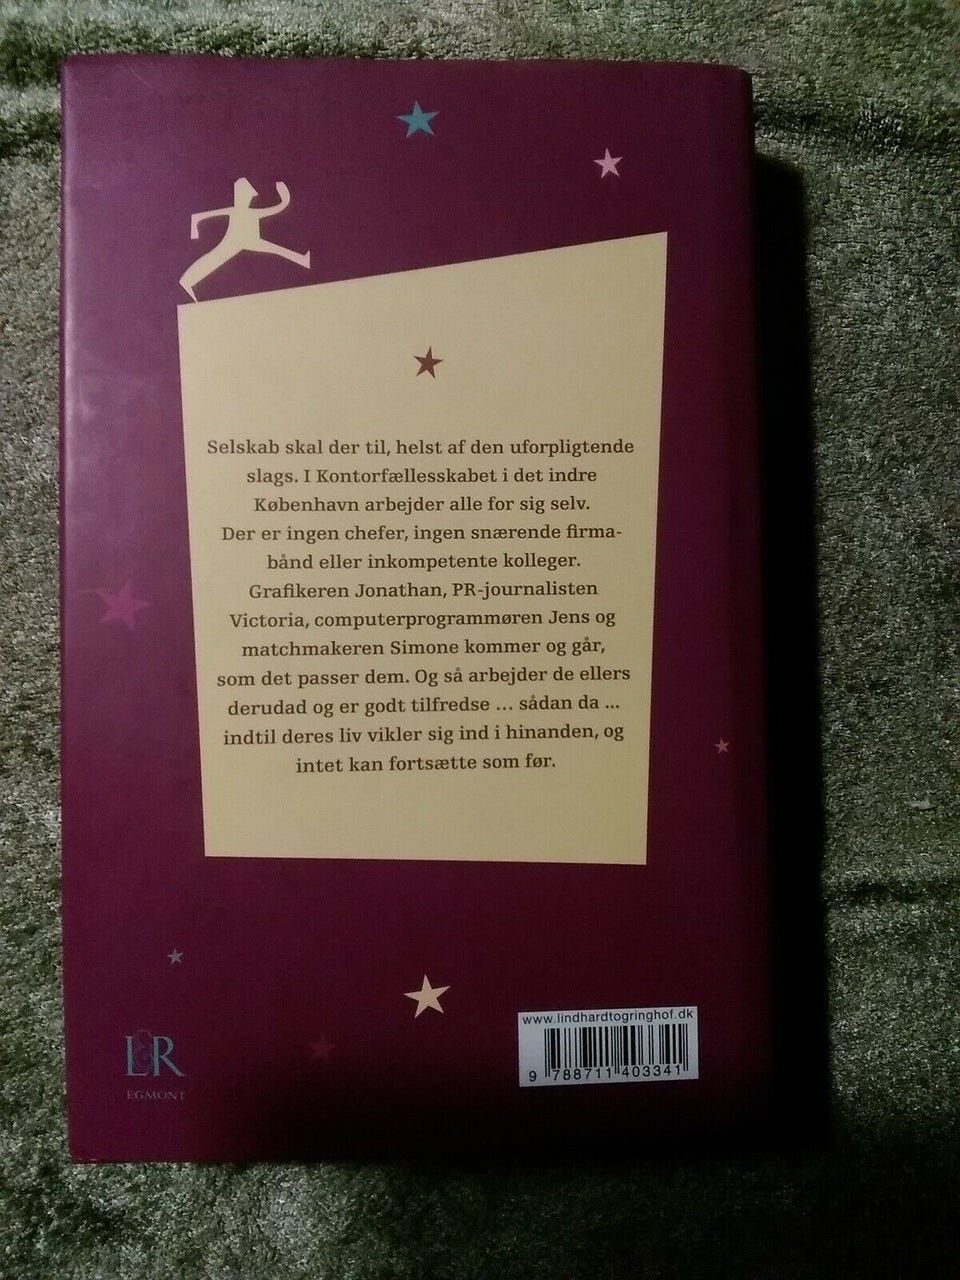 Selskab skal der til, helst af den uforpligtende
slags. I Kontorfællesskabet i det indre
København arbejder alle for sig selv.
Der er ingen chefer, ingen snærende firma-
bånd eller inkompetente kolleger.
Grafikeren Jonathan, PR-journalisten
Victoria, computerprogrammøren Jens og
matchmakeren Simone kommer og går,
som det passer dem. Og så arbejder de ellers
derudad og er godt tilfredse ... sådan da ...
indtil deres liv vikler sig ind i hinanden, og
intet kan fortsætte som før.
L&R
EGMONT
www.lindhardtogringhof.dk
9 788711 403341